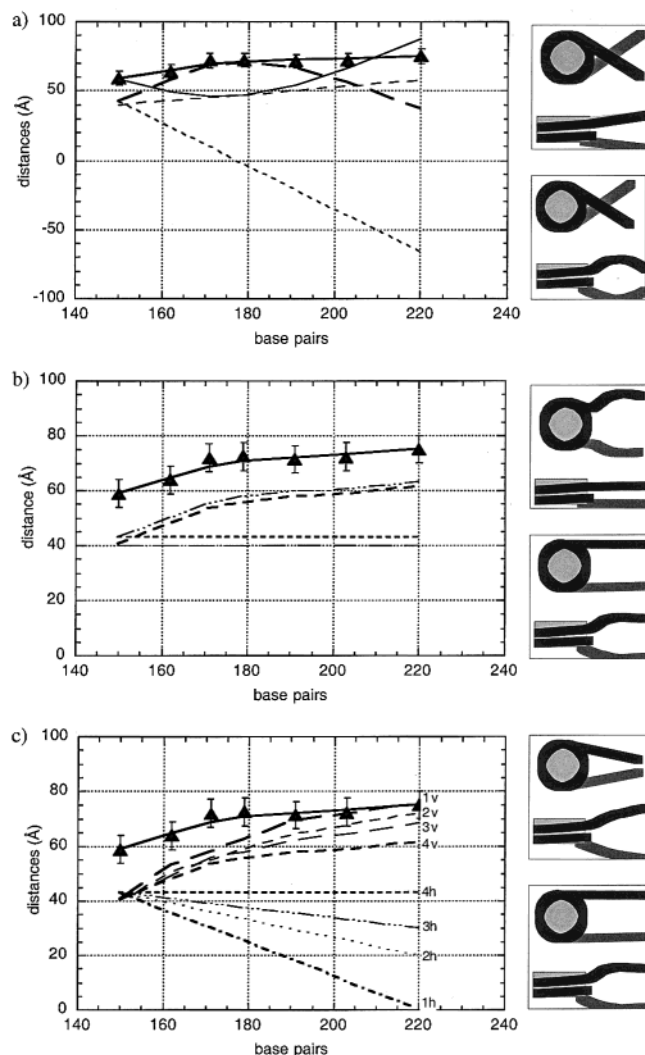 a)
distances (Å)
100
50
0
-50
-100
140 160 180 200 220 240
base pairs
b)
distance (Å)
100
80
60
40
20
0
140 160 180 200 220 240
base pairs
c)
distances (Å)
100
80
60
40
20
0
1v
2v
3v
4v
4h
3h
2h
1h
140 160 180 200 220 240
base pairs